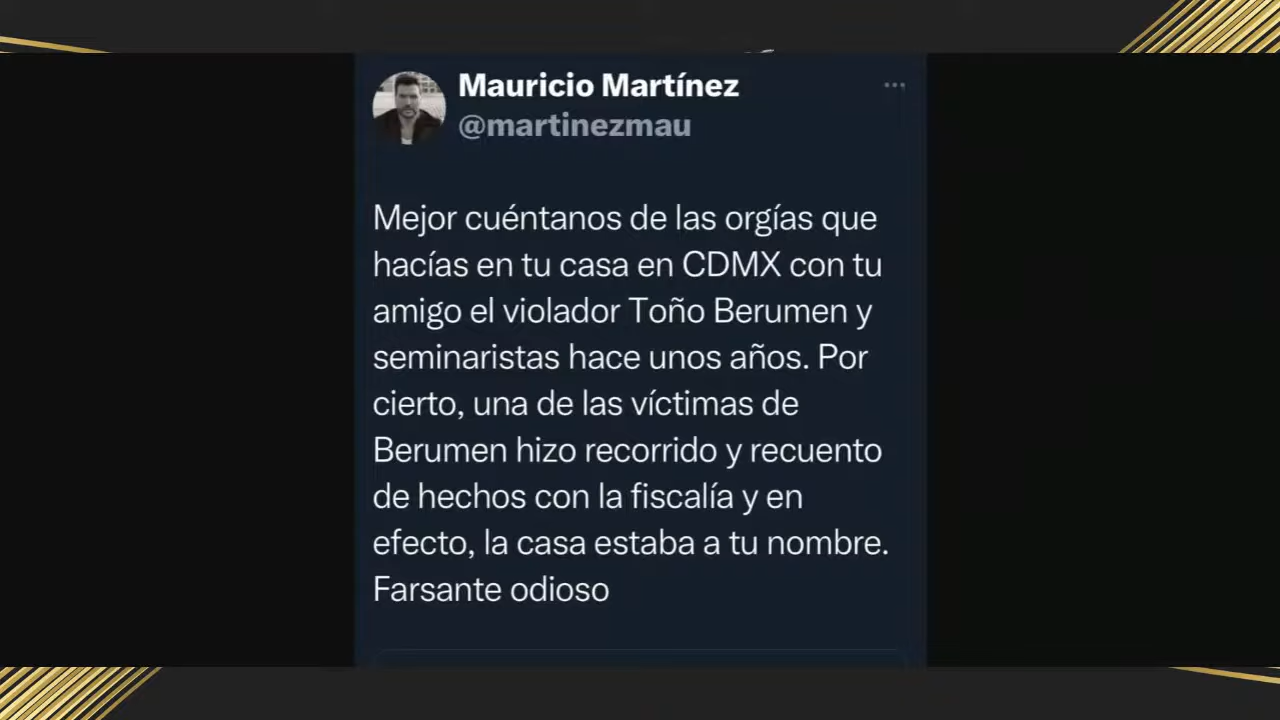 Mauricio Martínez
@martinezmau
Mejor cuéntanos de las orgías que
hacías en tu casa en CDMX con tu
amigo el violador Toño Berumen y
seminaristas hace unos años. Por
cierto, una de las víctimas de
Berumen hizo recorrido y recuento
de hechos con la fiscalía y en
efecto, la casa estaba a tu nombre.
Farsante odioso